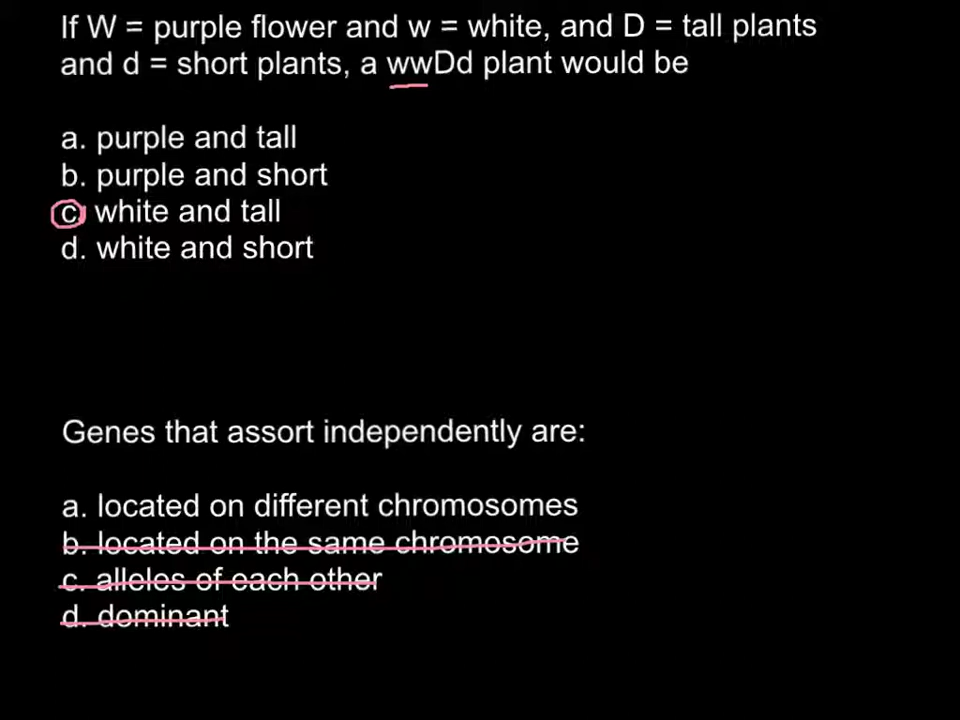 If W = purple flower and w = white, and D = tall plants
and d = short plants, a wwDd plant would be
a. purple and tall
b. purple and short
c. white and tall
d. white and short
Genes that assort independently are:
a. located on different chromosomes
b. located on the same chromosome
c. alleles of each other
d. dominant